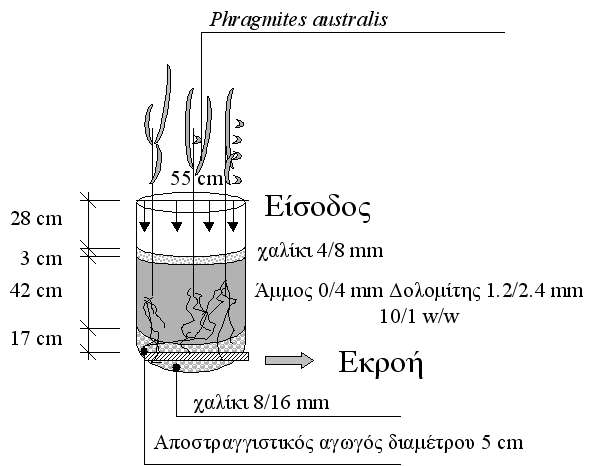 Phragmites australis
55 cm
28 cm
Είσοδος
3 cm
χαλίκι 4/8 mm
42 cm
Άμμος 0/4 mm Δολομίτης 1.2/2.4 mm
10/1 w/w
17 cm
Εκροή
χαλίκι 8/16 mm
Αποστραγγιστικός αγωγός διαμέτρου 5 cm